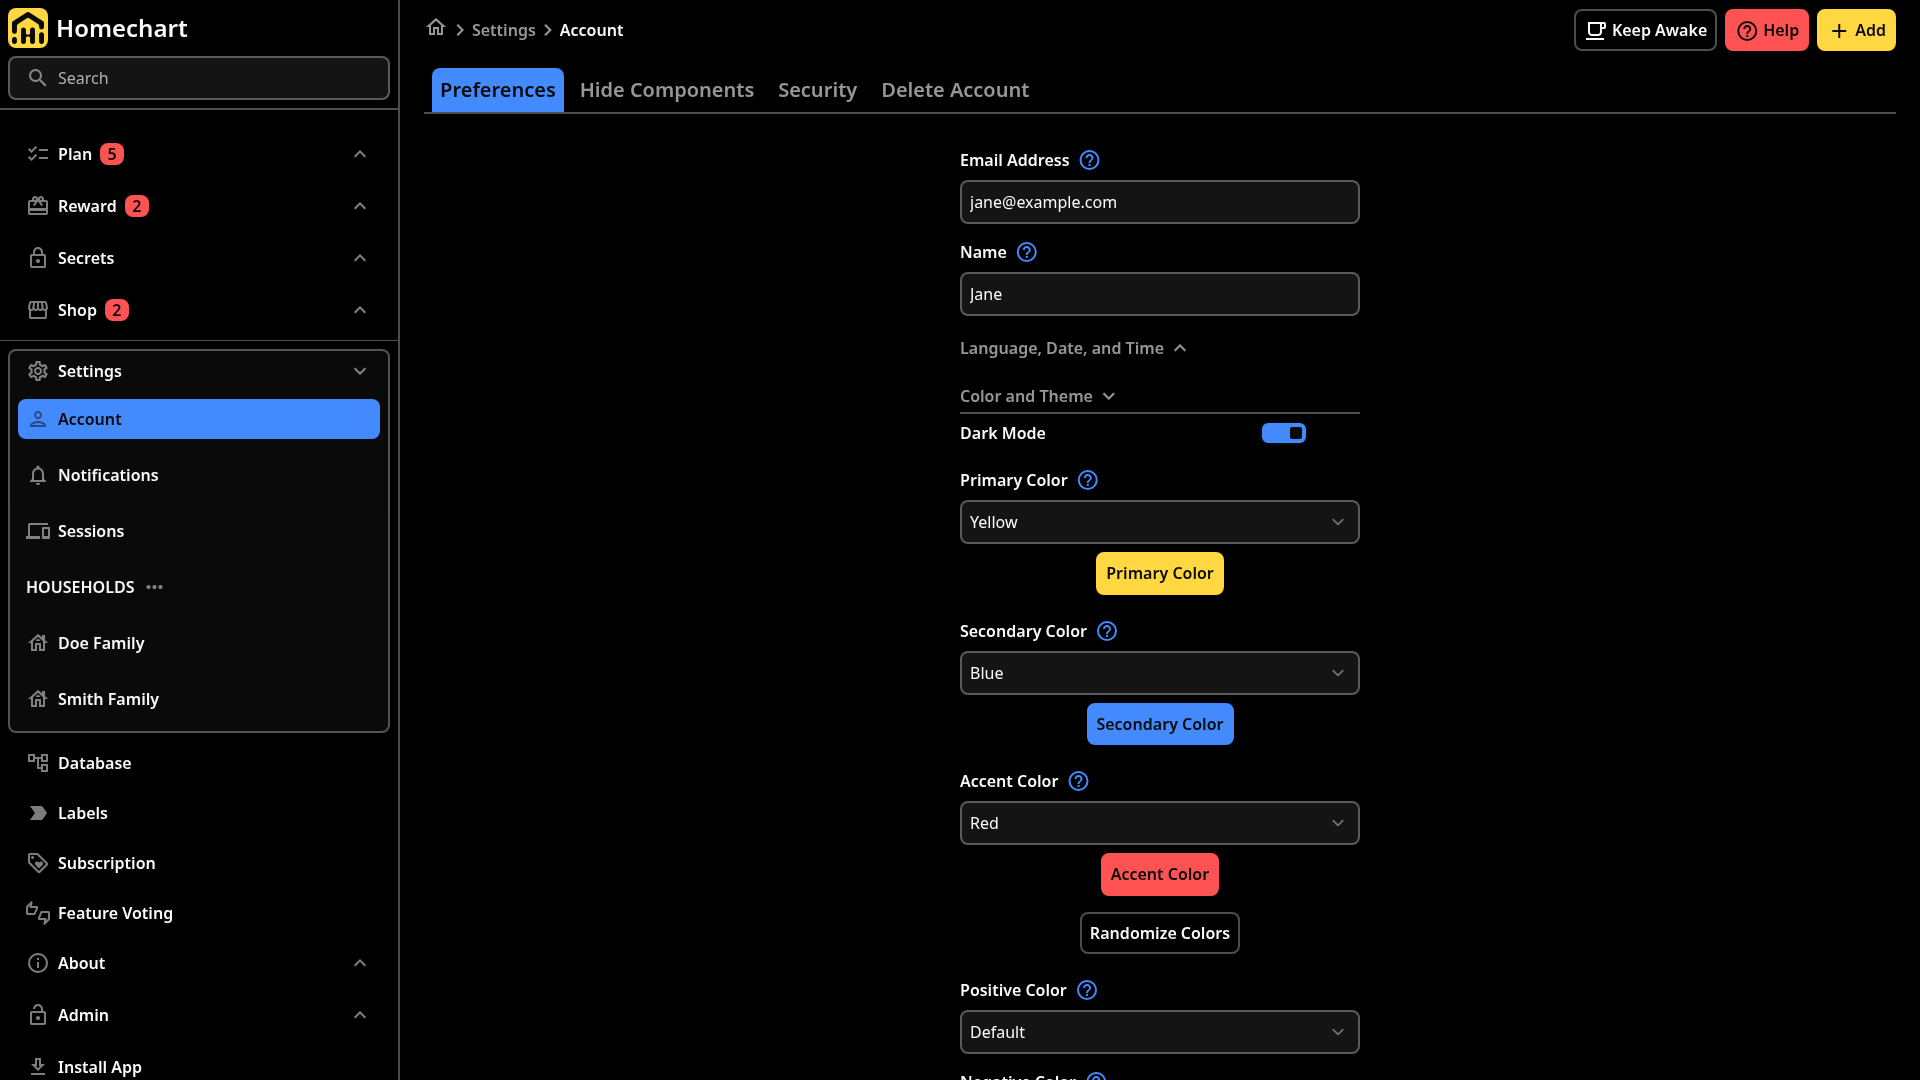 Homechart
Search
Plan 5
Reward 2
Secrets
Shop 2
Settings
Account
Notifications
Sessions
HOUSEHOLDS
Doe Family
Smith Family
Database
Labels
Subscription
Feature Voting
About
Admin
Install App
Settings Account
Keep Awake
Help
Add
Preferences Hide Components Security Delete Account
Email Address
jane@example.com
Name
Jane
Language, Date, and Time
Color and Theme
Dark Mode
Primary Color
Yellow
Primary Color
Secondary Color
Blue
Secondary Color
Accent Color
Red
Accent Color
Randomize Colors
Positive Color
Default
Negative Color